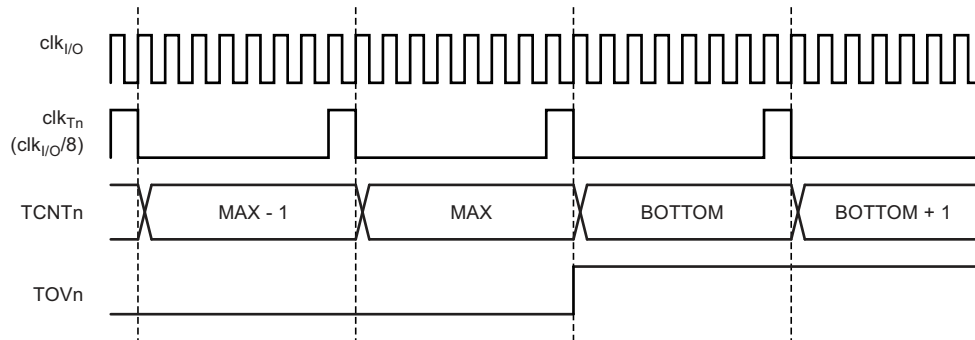 clkI/O
clkTn
(clkI/O/8)
TCNTn MAX - 1 MAX BOTTOM BOTTOM + 1
TOVn